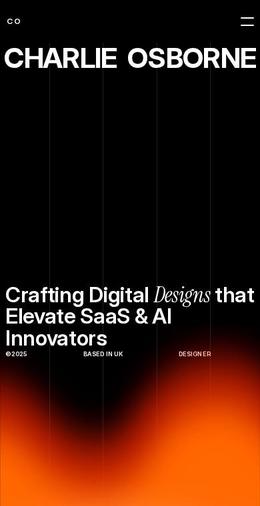 CO
CHARLIE OSBORNE
Crafting Digital Designs that
Elevate SaaS & AI
Innovators
©2025 BASED IN UK DESIGNER